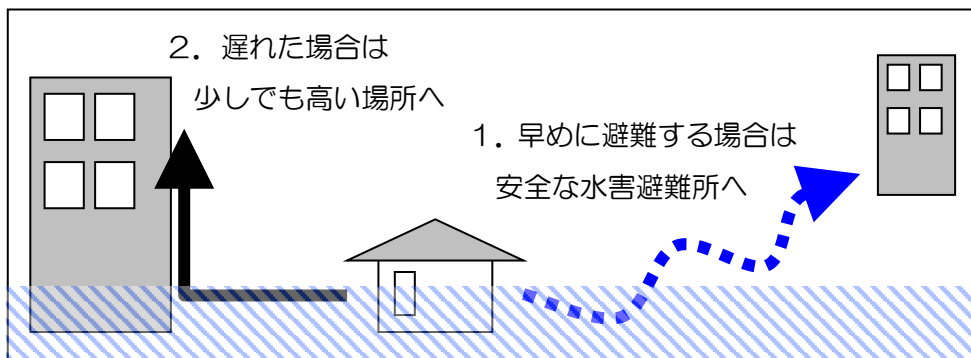 2．遅れた場合は
少しでも高い場所へ
1．早めに避難する場合は
安全な水害避難所へ